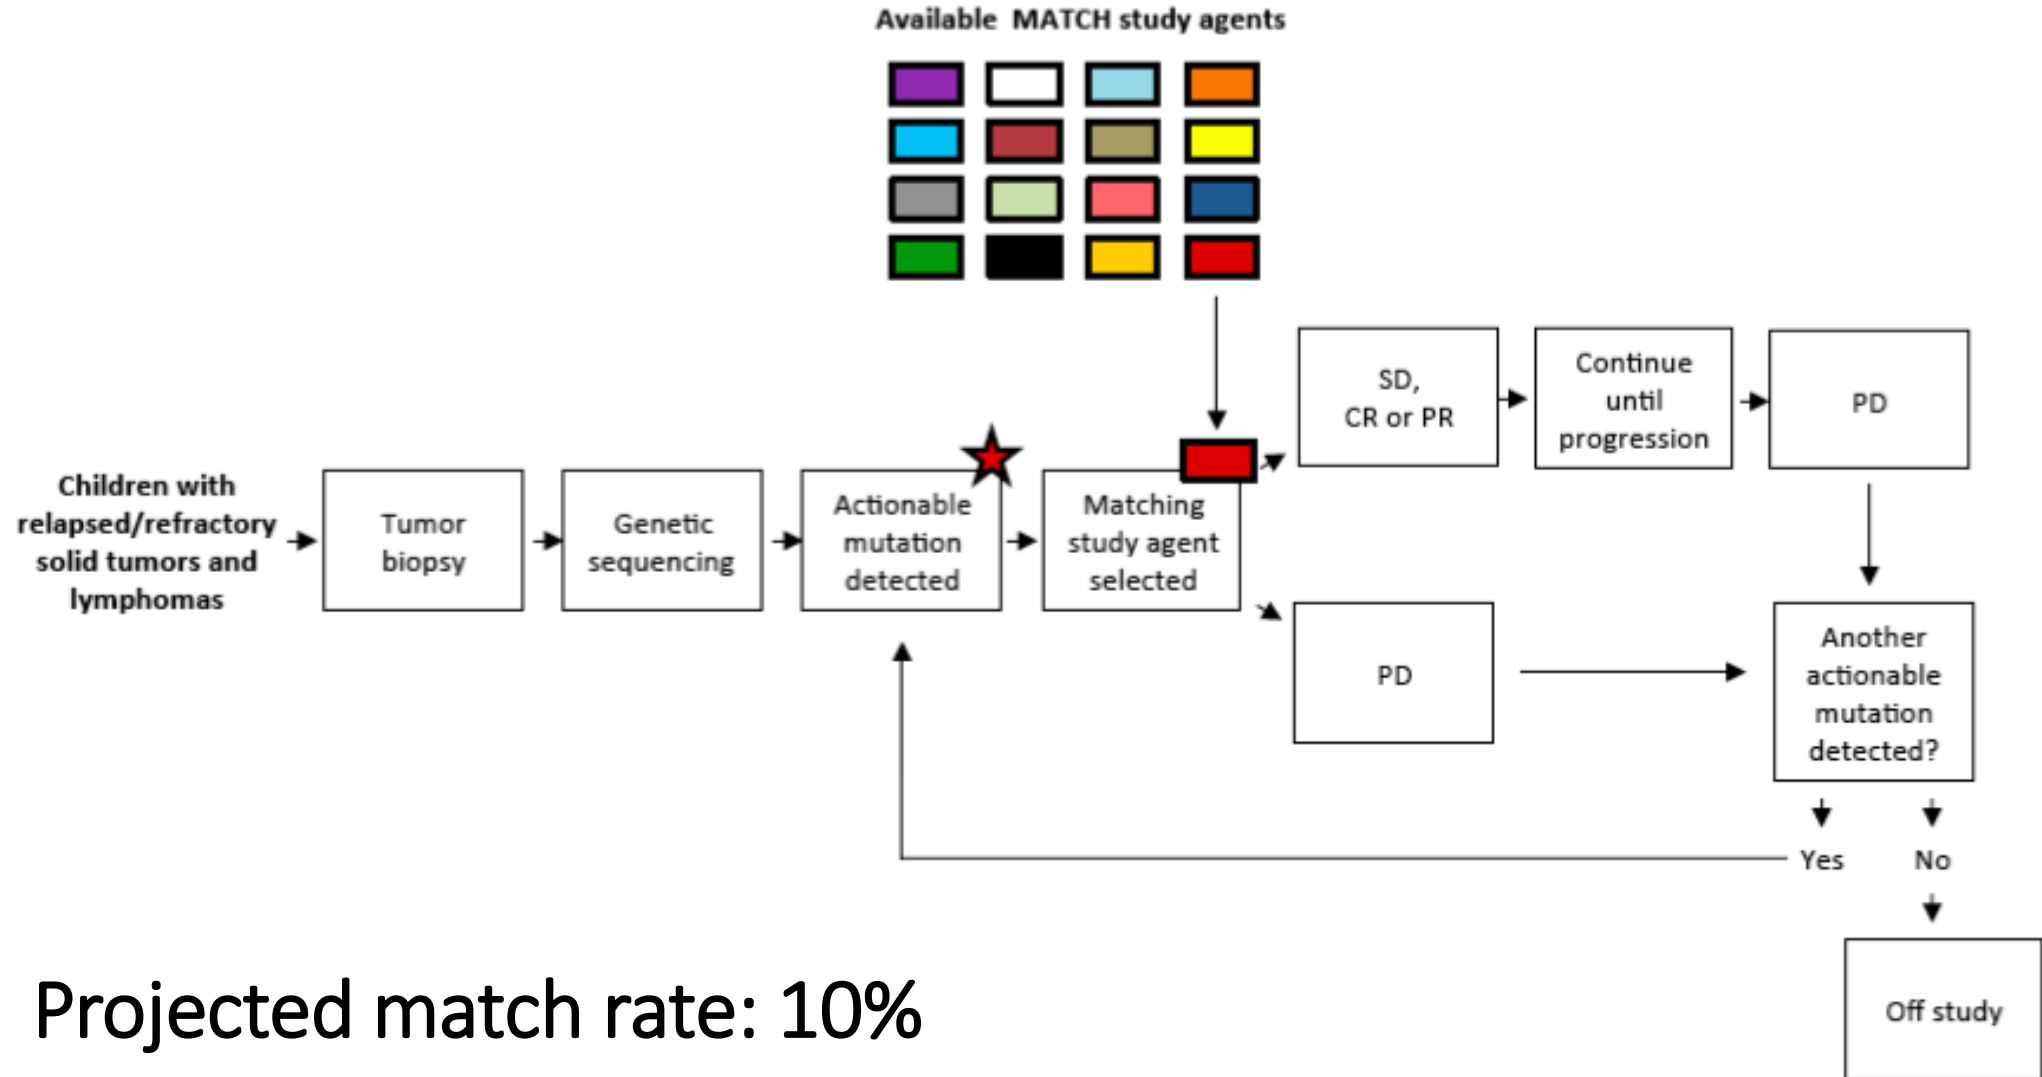 Available MATCH study agents
Children with
relapsed/refractory
solid tumors and
lymphomas
Tumor
biopsy
Genetic
sequencing
Actionable
mutation
detected
Matching
study agent
selected
SD,
CR or PR
Continue
until
progression
PD
PD
Another
actionable
mutation
detected?
Yes
No
Off study
Projected match rate: 10%